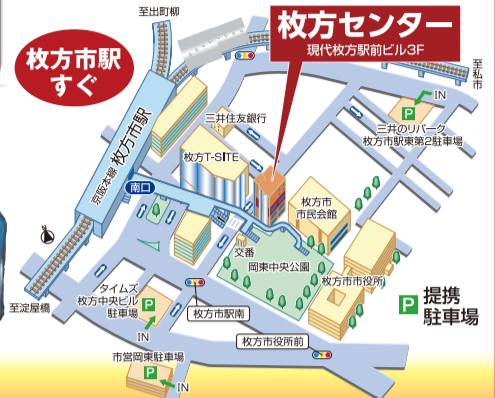 至出町柳
枚方市駅
すぐ
枚方センター
現代枚方駅前ビル3F
至私市
IN
P
三井のリパーク
枚方市駅東第2駐車場
三井住友銀行
枚方T-SITE
京阪本線 枚方市駅
南口
枚方市
市民会館
交番
岡東中央公園
枚方市市役所
至淀屋橋
タイムズ
枚方中央ビル
駐車場
P
IN
枚方市駅南
枚方市役所前
市営岡東駐車場
P
IN
P 提携
駐車場